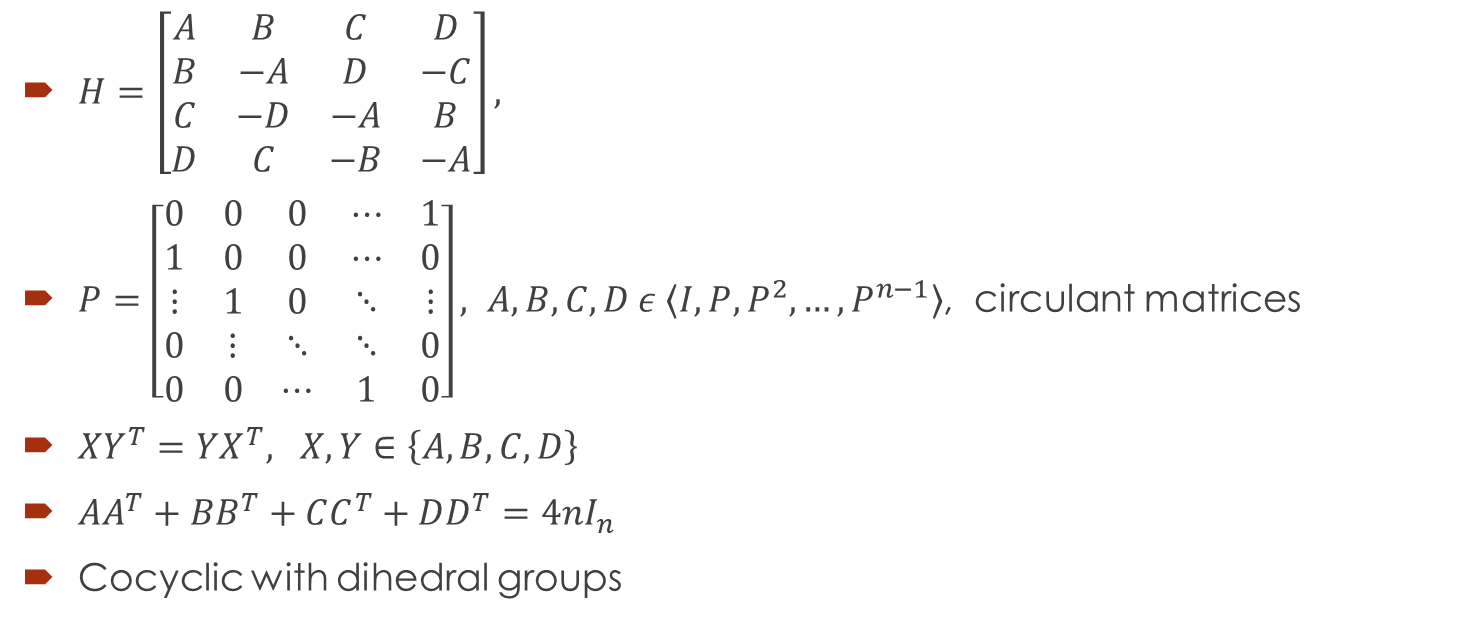 H = [A B C D
B −A D −C
C −D −A B
D C −B −A],
P = [0 0 0 ⋯ 1
1 0 0 ⋯ 0
⋮ 1 0 ⋱ ⋮
0 ⋮ ⋱ ⋱ 0
0 0 ⋯ 1 0], A, B, C, D ϵ ⟨I, P, P², …, Pⁿ⁻¹⟩, circulant matrices
XYᵀ = YXᵀ, X, Y ∈ {A, B, C, D}
AAᵀ + BBᵀ + CCᵀ + DDᵀ = 4nIₙ
Cocyclic with dihedral groups